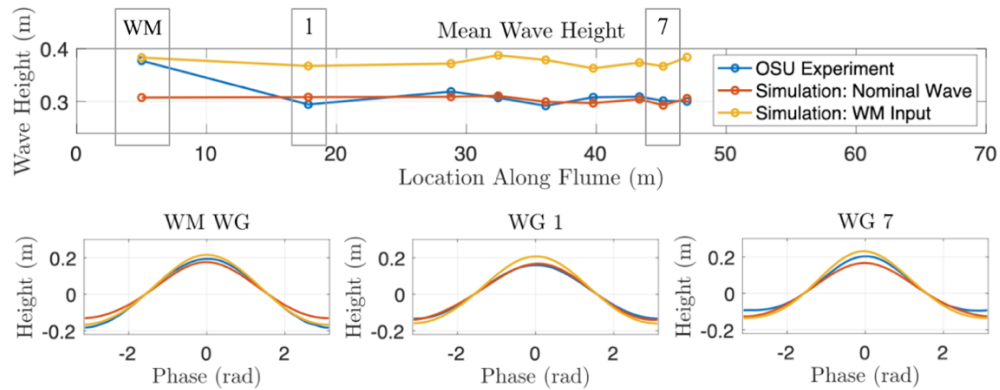 WM 1 Mean Wave Height 7
Wave Height (m)
0.4
0.3
OSU Experiment
Simulation: Nominal Wave
Simulation: WM Input
0 10 20 30 40 50 60 70
Location Along Flume (m)
WM WG WG 1 WG 7
Height (m) Height (m) Height (m)
0.2 0.2 0.2
0 0 0
-0.2 -0.2 -0.2
-2 0 2 -2 0 2 -2 0 2
Phase (rad) Phase (rad) Phase (rad)